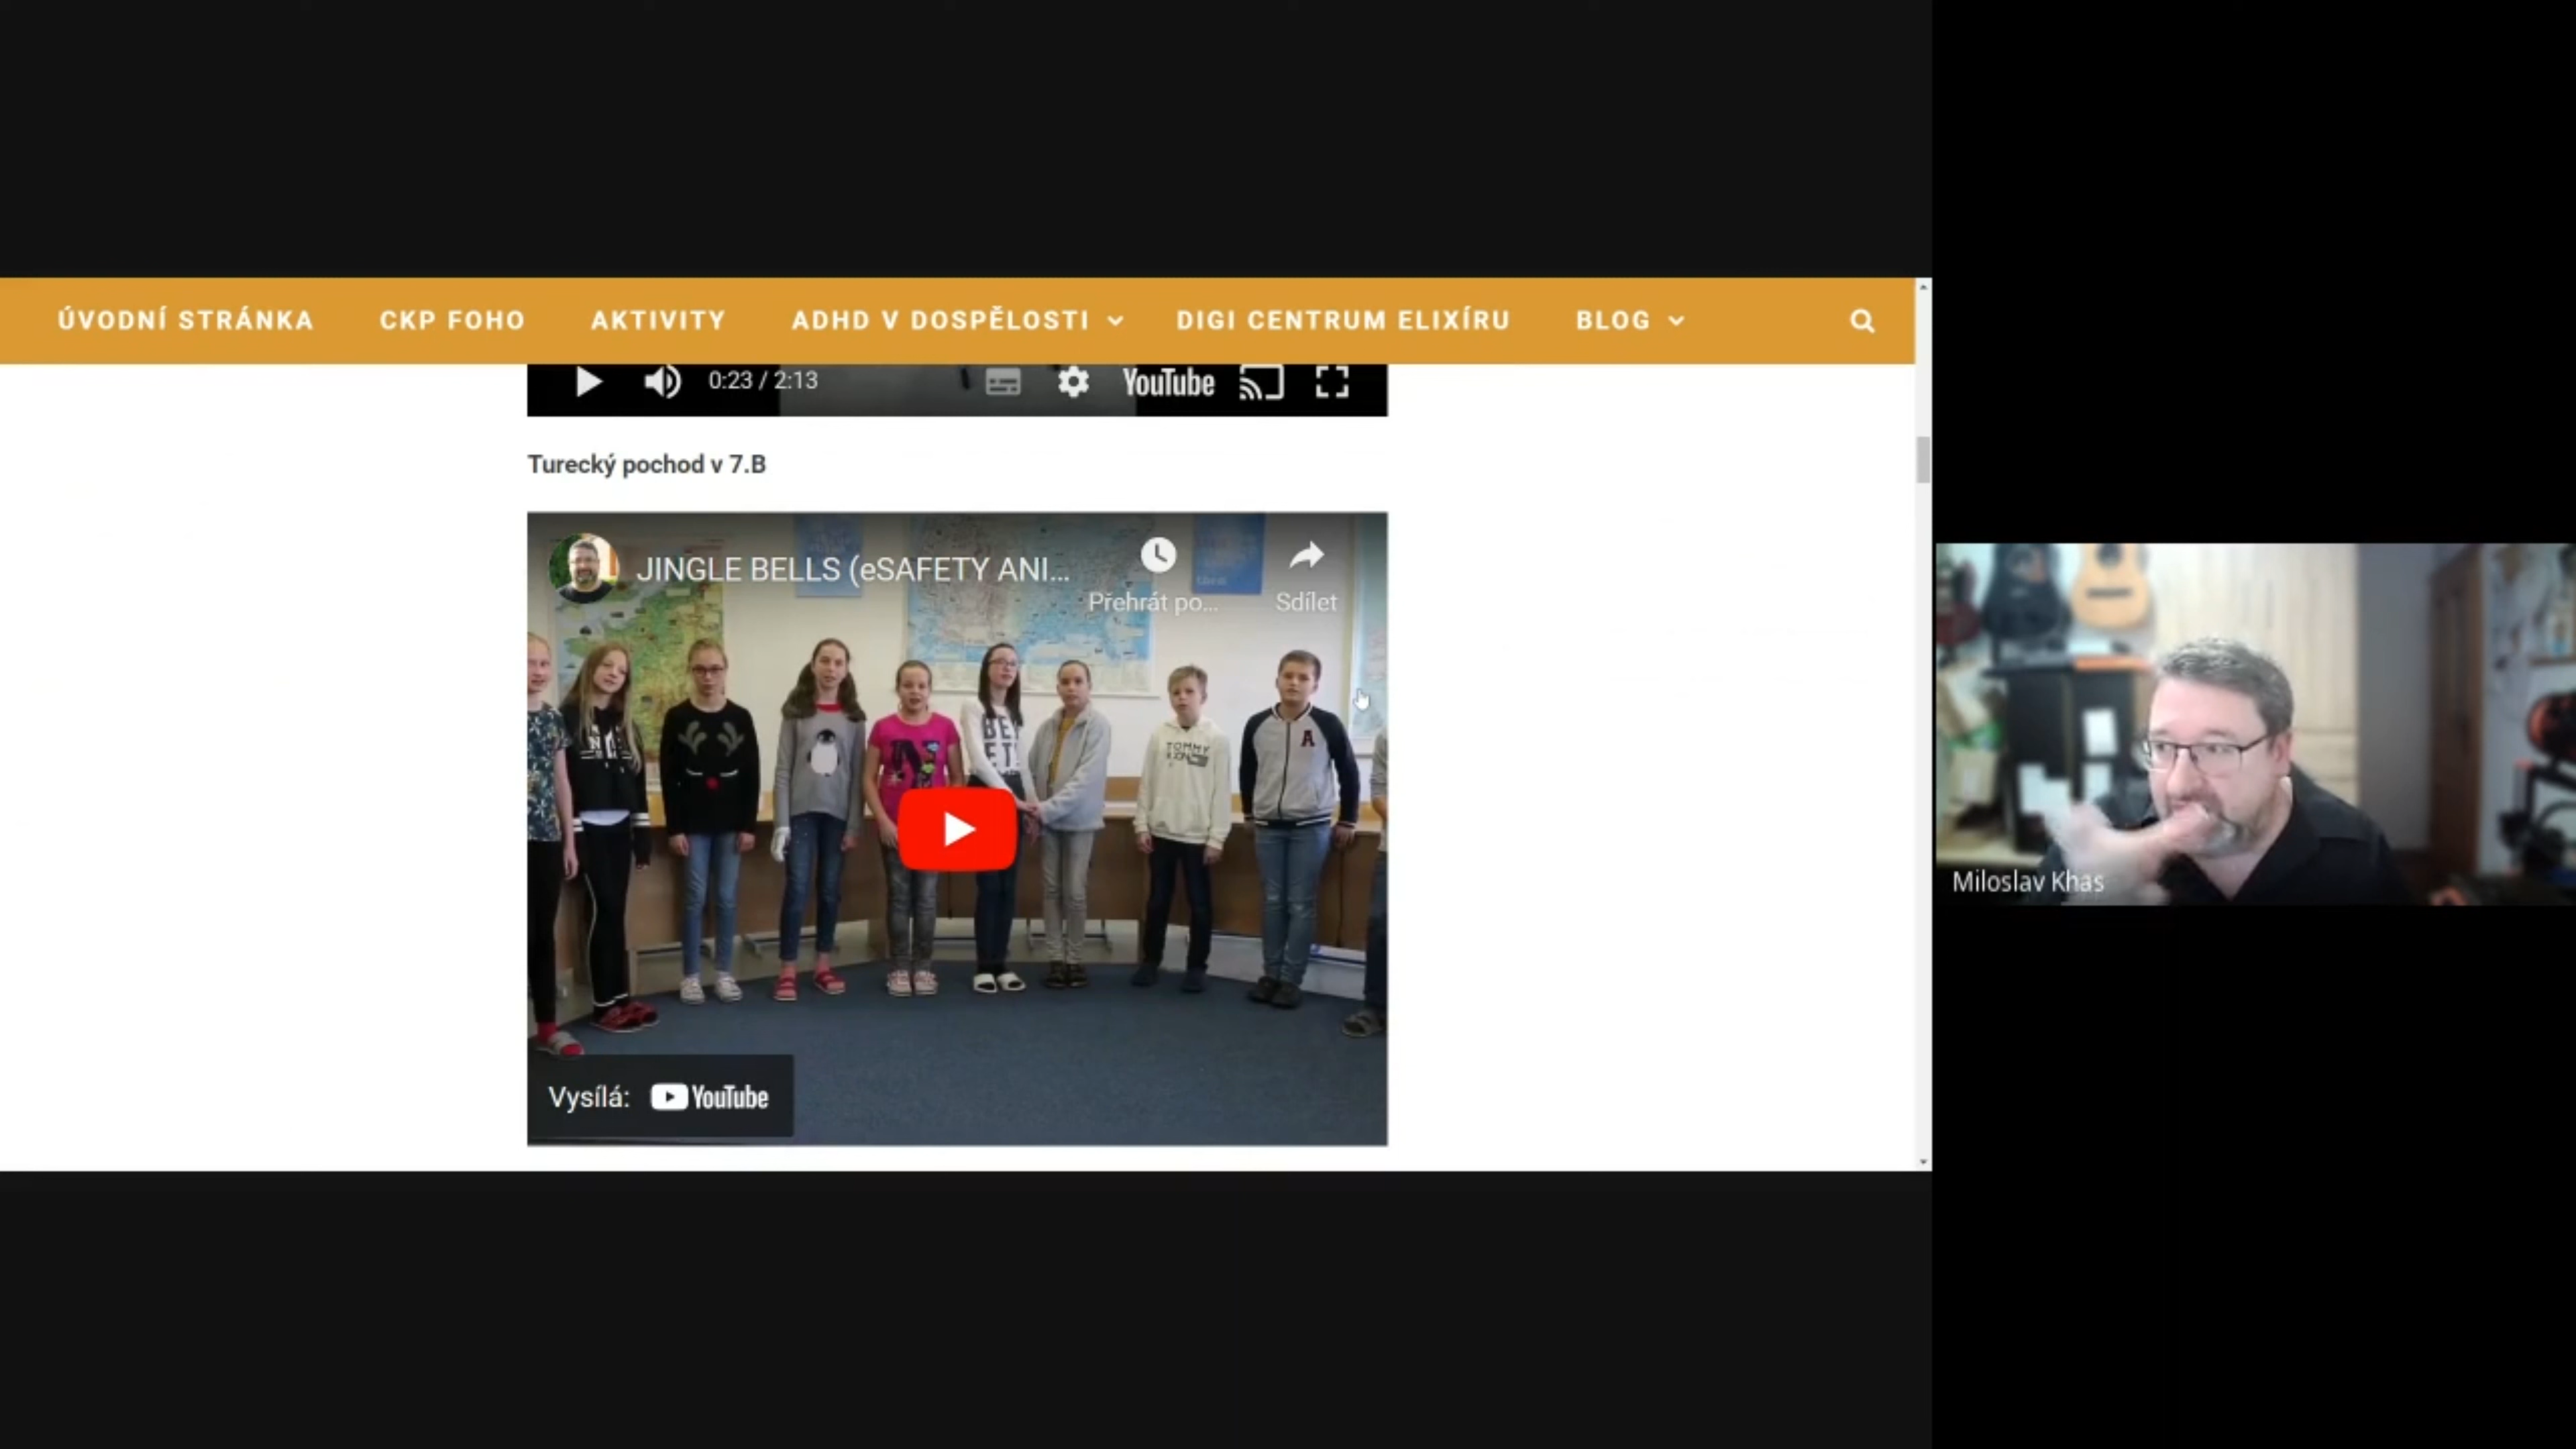 ÚVODNÍ STRÁNKA CKP FOHO AKTIVITY ADHD V DOSPĚLOSTI DIGI CENTRUM ELIXÍRU BLOG
0:23 / 2:13 YouTube
Turecký pochod v 7.B
JINGLE BELLS (eSAFETY ANI...
Přehrát po... Sdílet
TOMMY
A
Vysílá: YouTube
Miloslav Khas